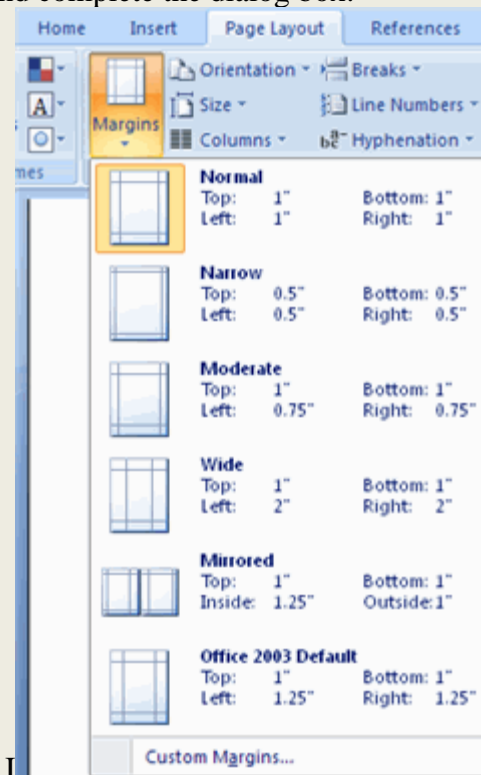 nd complete the dialog box.
Home Insert Page Layout References
Orientation Breaks
A Size Line Numbers
Margins Columns Hyphenation
mes
Normal
Top: 1" Bottom: 1"
Left: 1" Right: 1"
Narrow
Top: 0.5" Bottom: 0.5"
Left: 0.5" Right: 0.5"
Moderate
Top: 1" Bottom: 1"
Left: 0.75" Right: 0.75"
Wide
Top: 1" Bottom: 1"
Left: 2" Right: 2"
Mirrored
Top: 1" Bottom: 1"
Inside: 1.25" Outside: 1"
Office 2003 Default
Top: 1" Bottom: 1"
Left: 1.25" Right: 1.25"
Custom Margins...